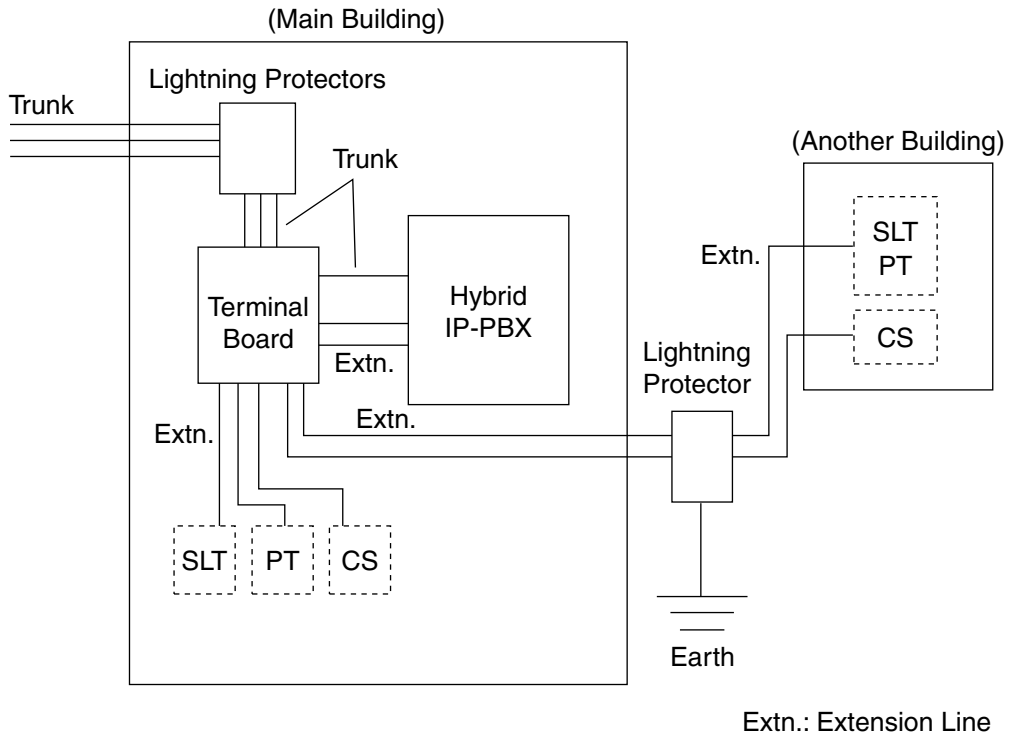 (Main Building)
Lightning Protectors
Trunk
Trunk
(Another Building)
Terminal
Board
Hybrid
IP-PBX
Extn.
Extn.
Extn.
Extn.
SLT
PT
CS
Lightning
Protector
SLT
PT
CS
Earth
Extn.: Extension Line